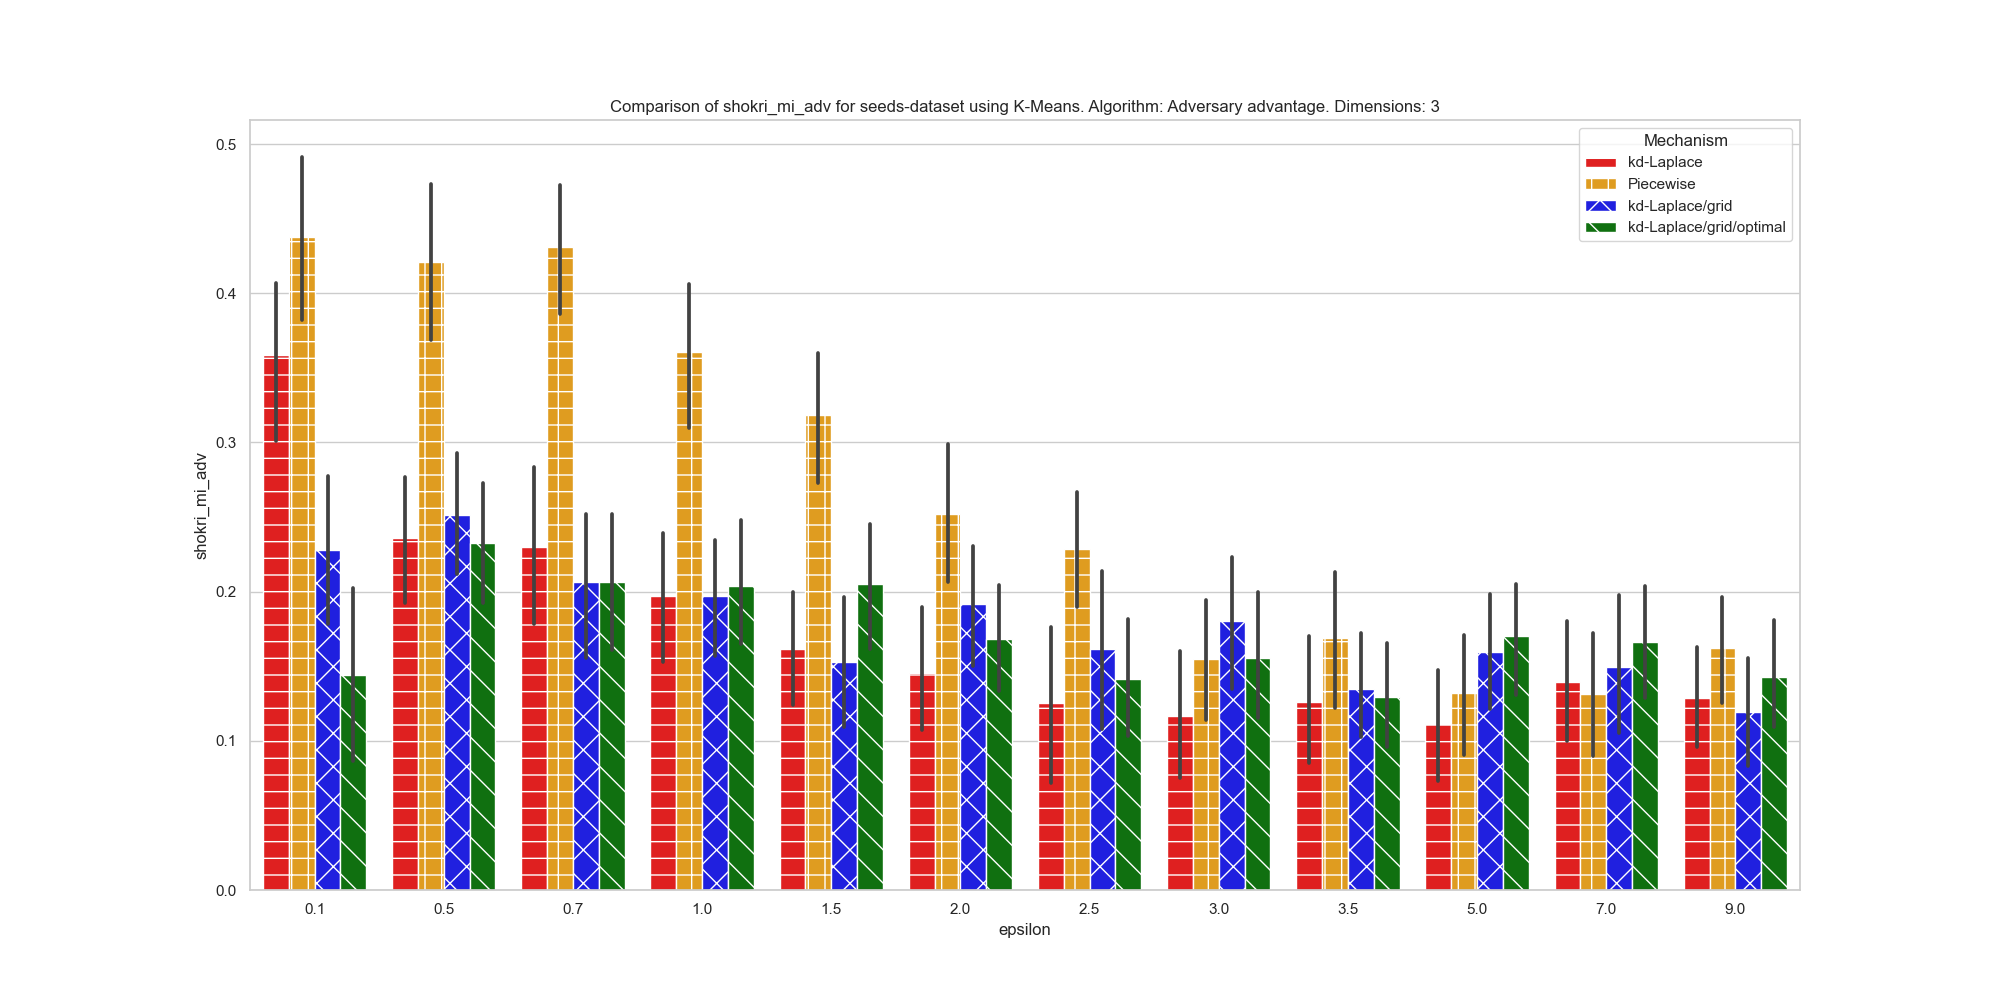 Comparison of shokri_mi_adv for seeds-dataset using K-Means. Algorithm: Adversary advantage. Dimensions: 3
Mechanism
kd-Laplace
Piecewise
kd-Laplace/grid
kd-Laplace/grid/optimal
shokri_mi_adv
0.5
0.4
0.3
0.2
0.1
0.0
0.1 0.5 0.7 1.0 1.5 2.0 2.5 3.0 3.5 5.0 7.0 9.0
epsilon